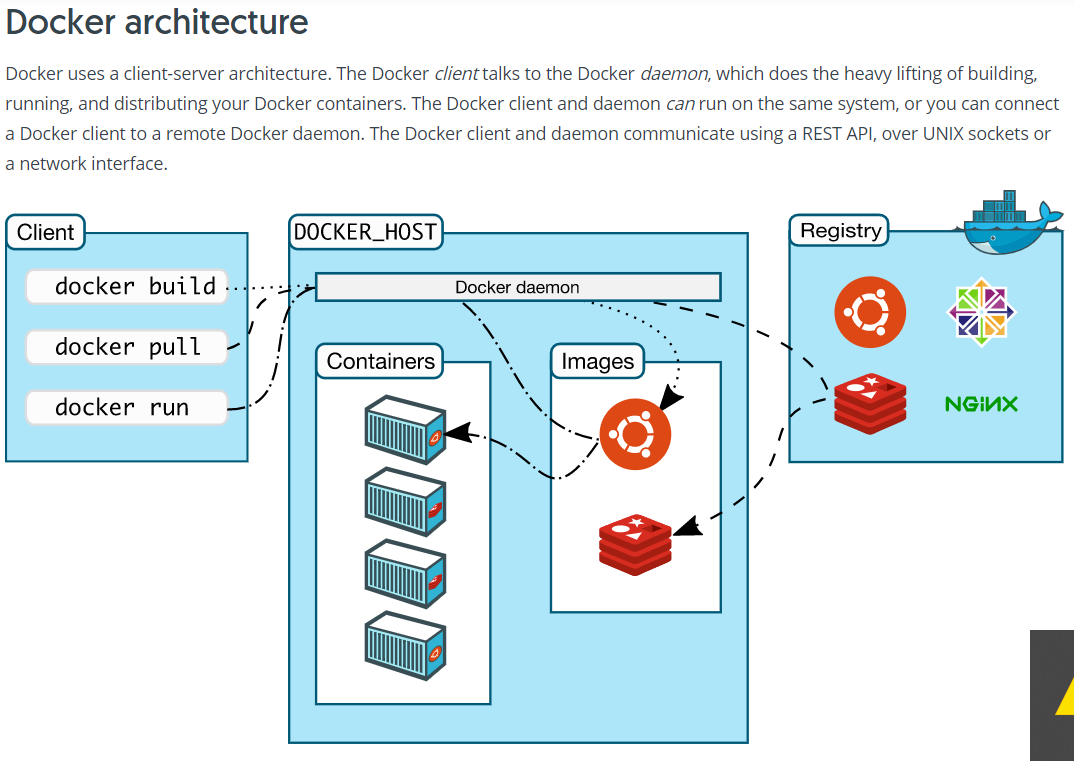 Docker architecture
Docker uses a client-server architecture. The Docker client talks to the Docker daemon, which does the heavy lifting of building,
running, and distributing your Docker containers. The Docker client and daemon can run on the same system, or you can connect
a Docker client to a remote Docker daemon. The Docker client and daemon communicate using a REST API, over UNIX sockets or
a network interface.
Client
DOCKER_HOST
Registry
docker build
Docker daemon
docker pull
Containers
Images
docker run
NGINX